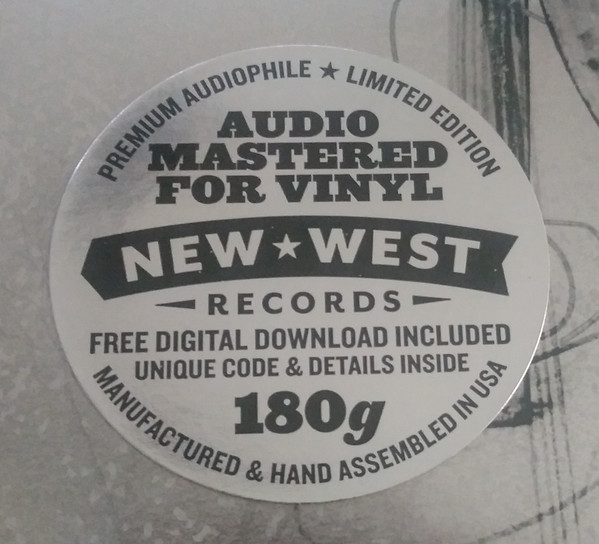 PREMIUM AUDIOPHILE ★ LIMITED EDITION
AUDIO
MASTERED
FOR VINYL
NEW★WEST
RECORDS
FREE DIGITAL DOWNLOAD INCLUDED
UNIQUE CODE & DETAILS INSIDE
180g
MANUFACTURED & HAND ASSEMBLED IN USA